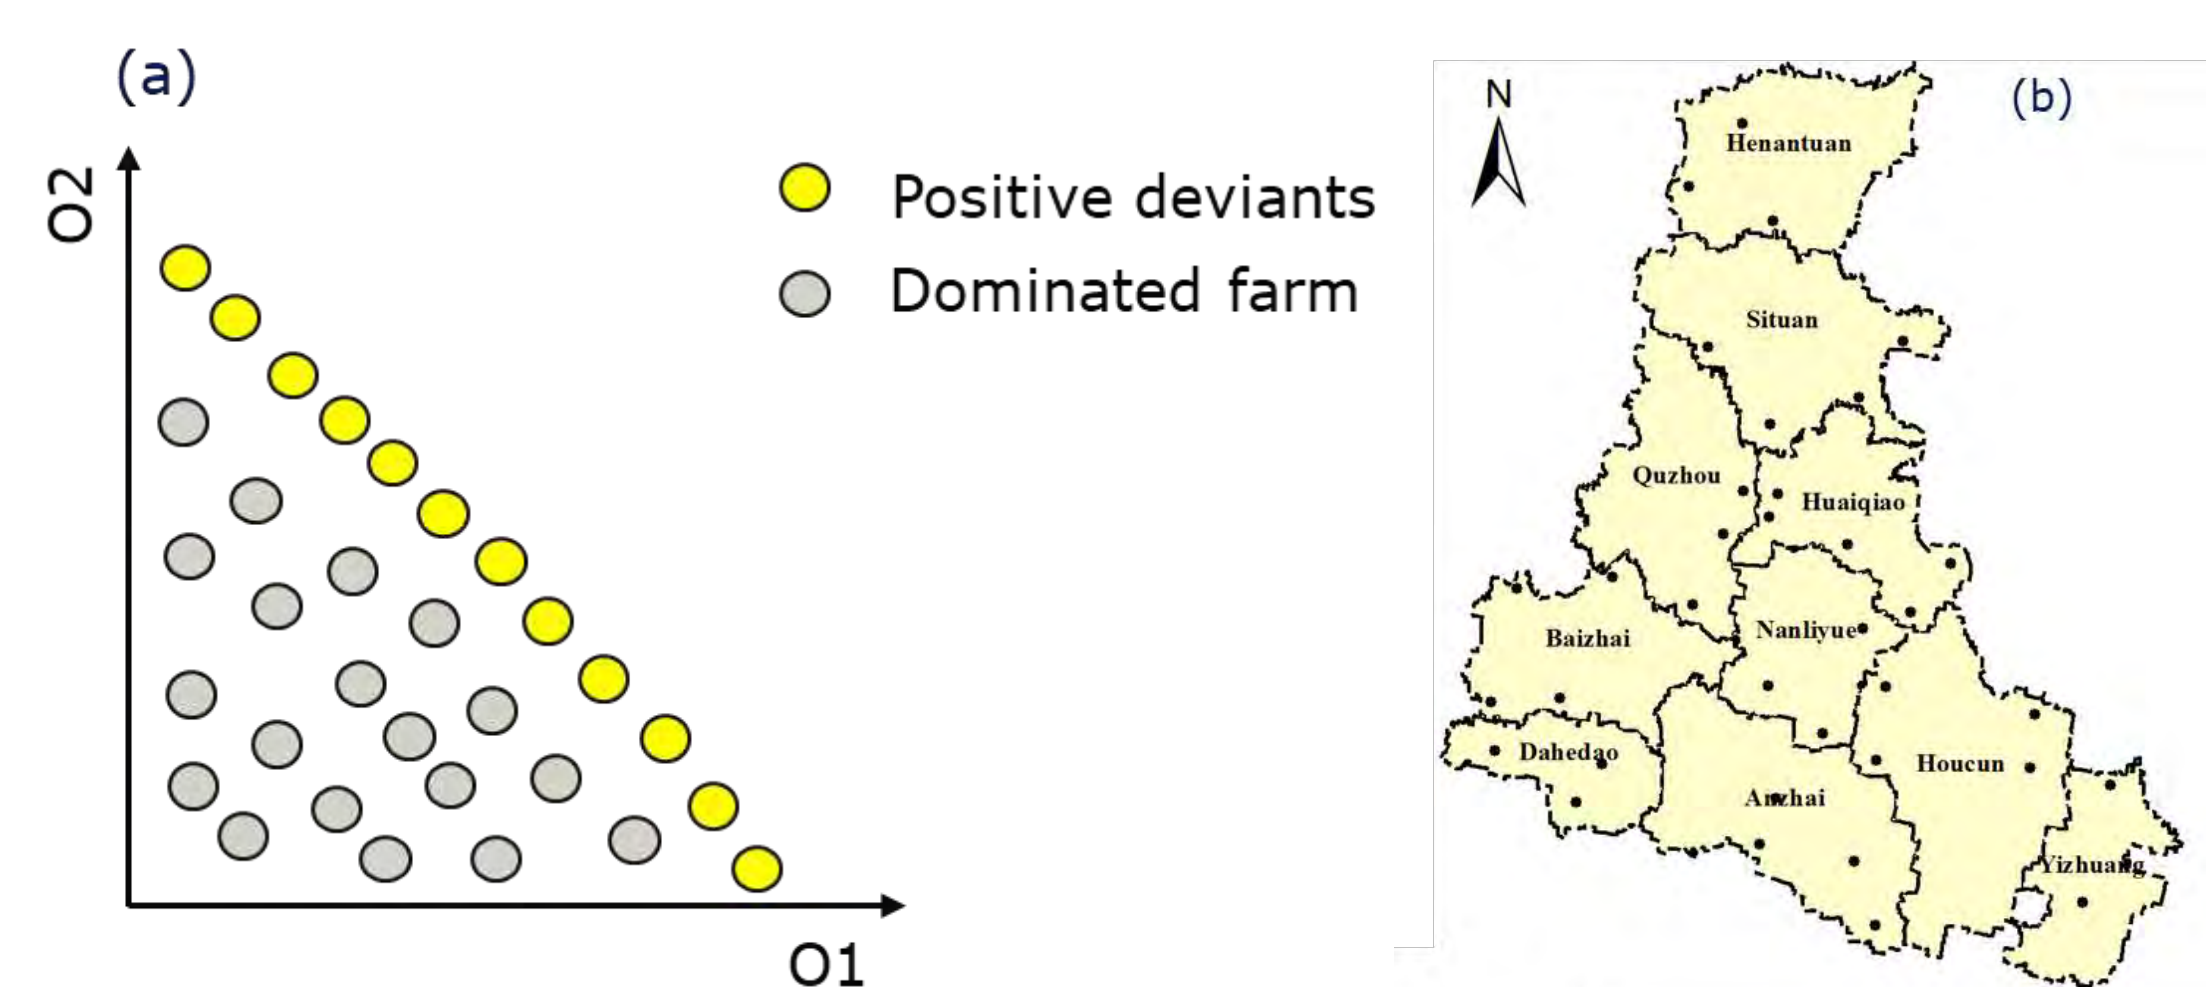 (a)
O2
Positive deviants
Dominated farm
O1
N
(b)
Henantuan
Situan
Quzhou
Huaiqiao
Baizhai
Nanliyue
Dahedao
Houcun
Anzhai
Yizhuang